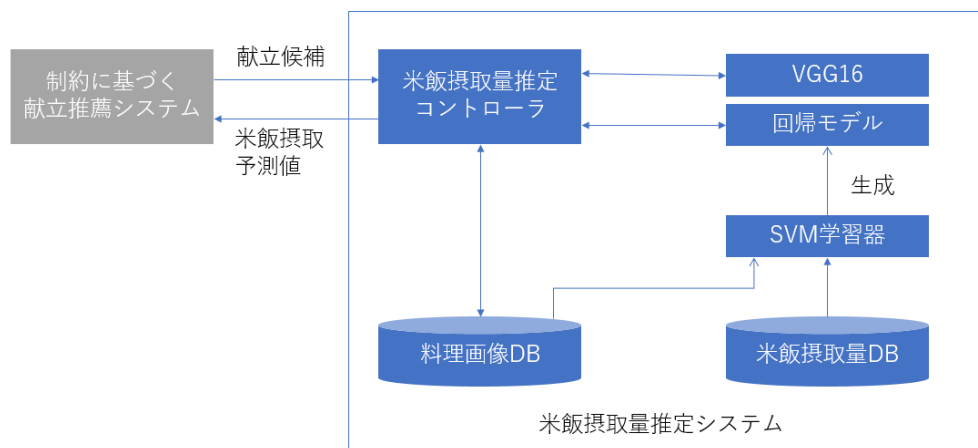 制約に基づく
献立推薦システム
献立候補
米飯摂取
予測値
米飯摂取量推定
コントローラ
VGG16
回帰モデル
生成
SVM学習器
料理画像DB
米飯摂取量DB
米飯摂取量推定システム